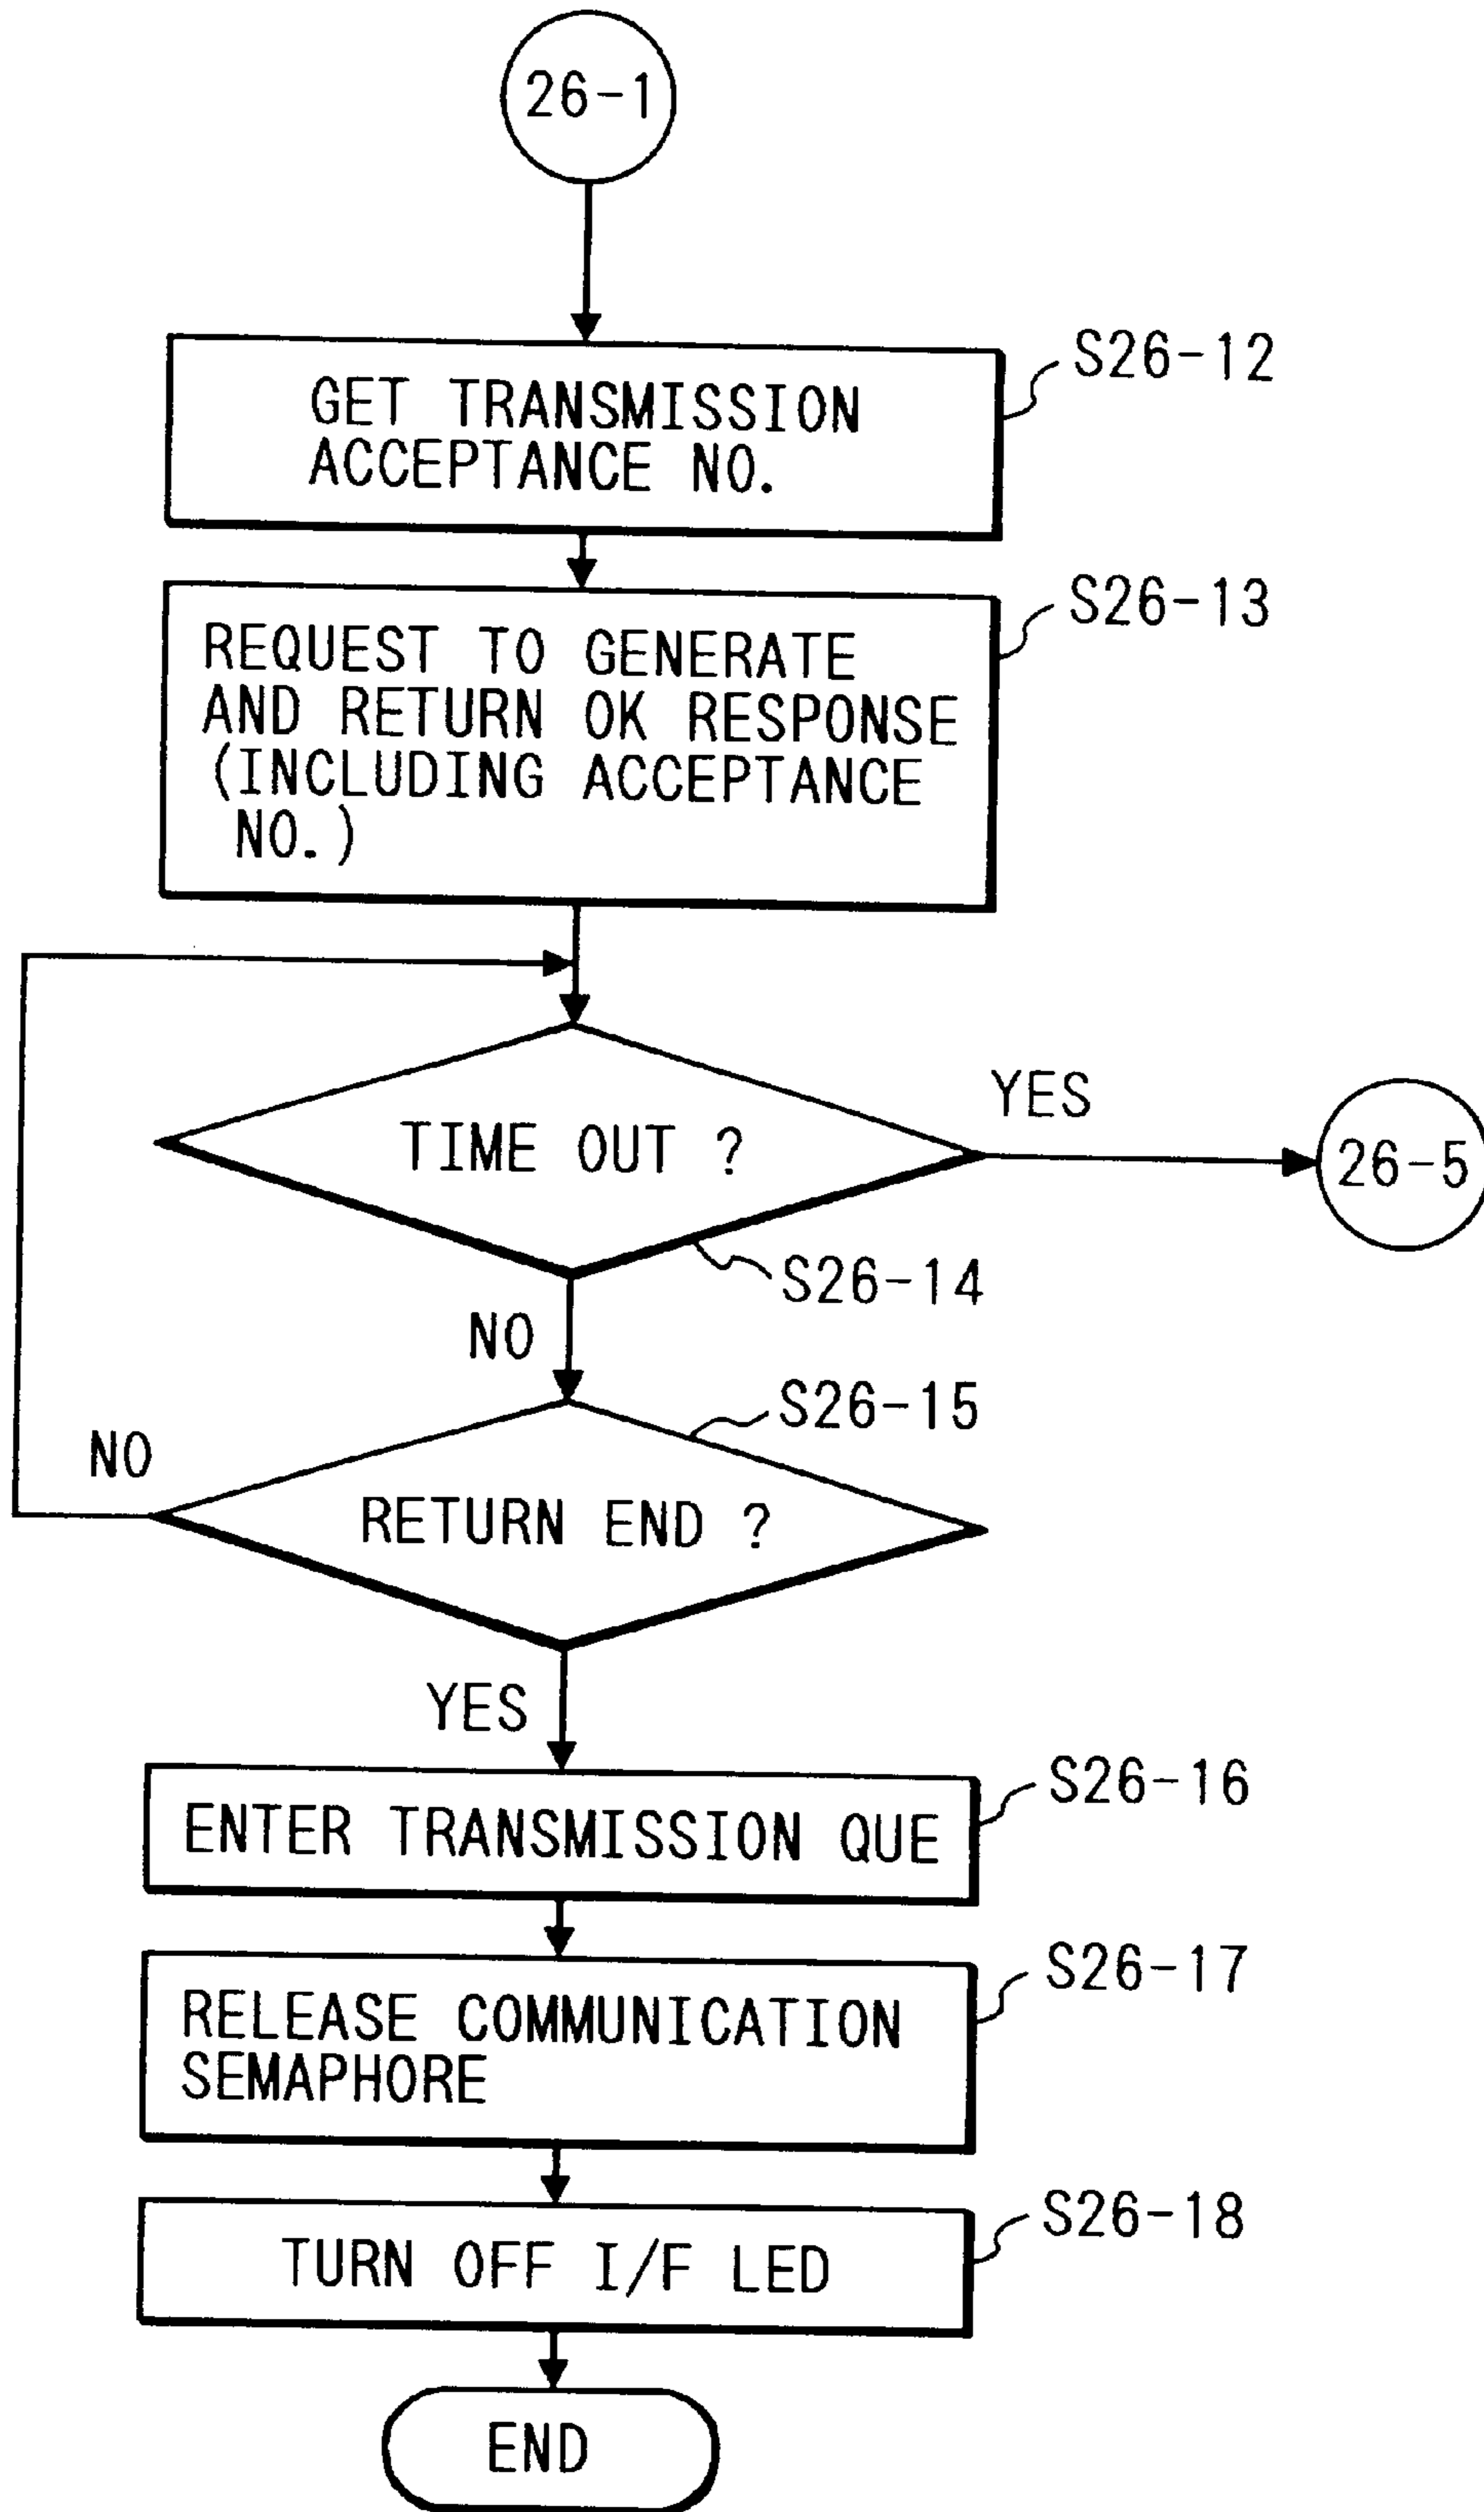 26-1
S26-12
GET TRANSMISSION
ACCEPTANCE NO.
S26-13
REQUEST TO GENERATE
AND RETURN OK RESPONSE
(INCLUDING ACCEPTANCE
NO.)
YES
TIME OUT ?
26-5
S26-14
NO
S26-15
NO
RETURN END ?
YES
S26-16
ENTER TRANSMISSION QUE
S26-17
RELEASE COMMUNICATION
SEMAPHORE
S26-18
TURN OFF I/F LED
END